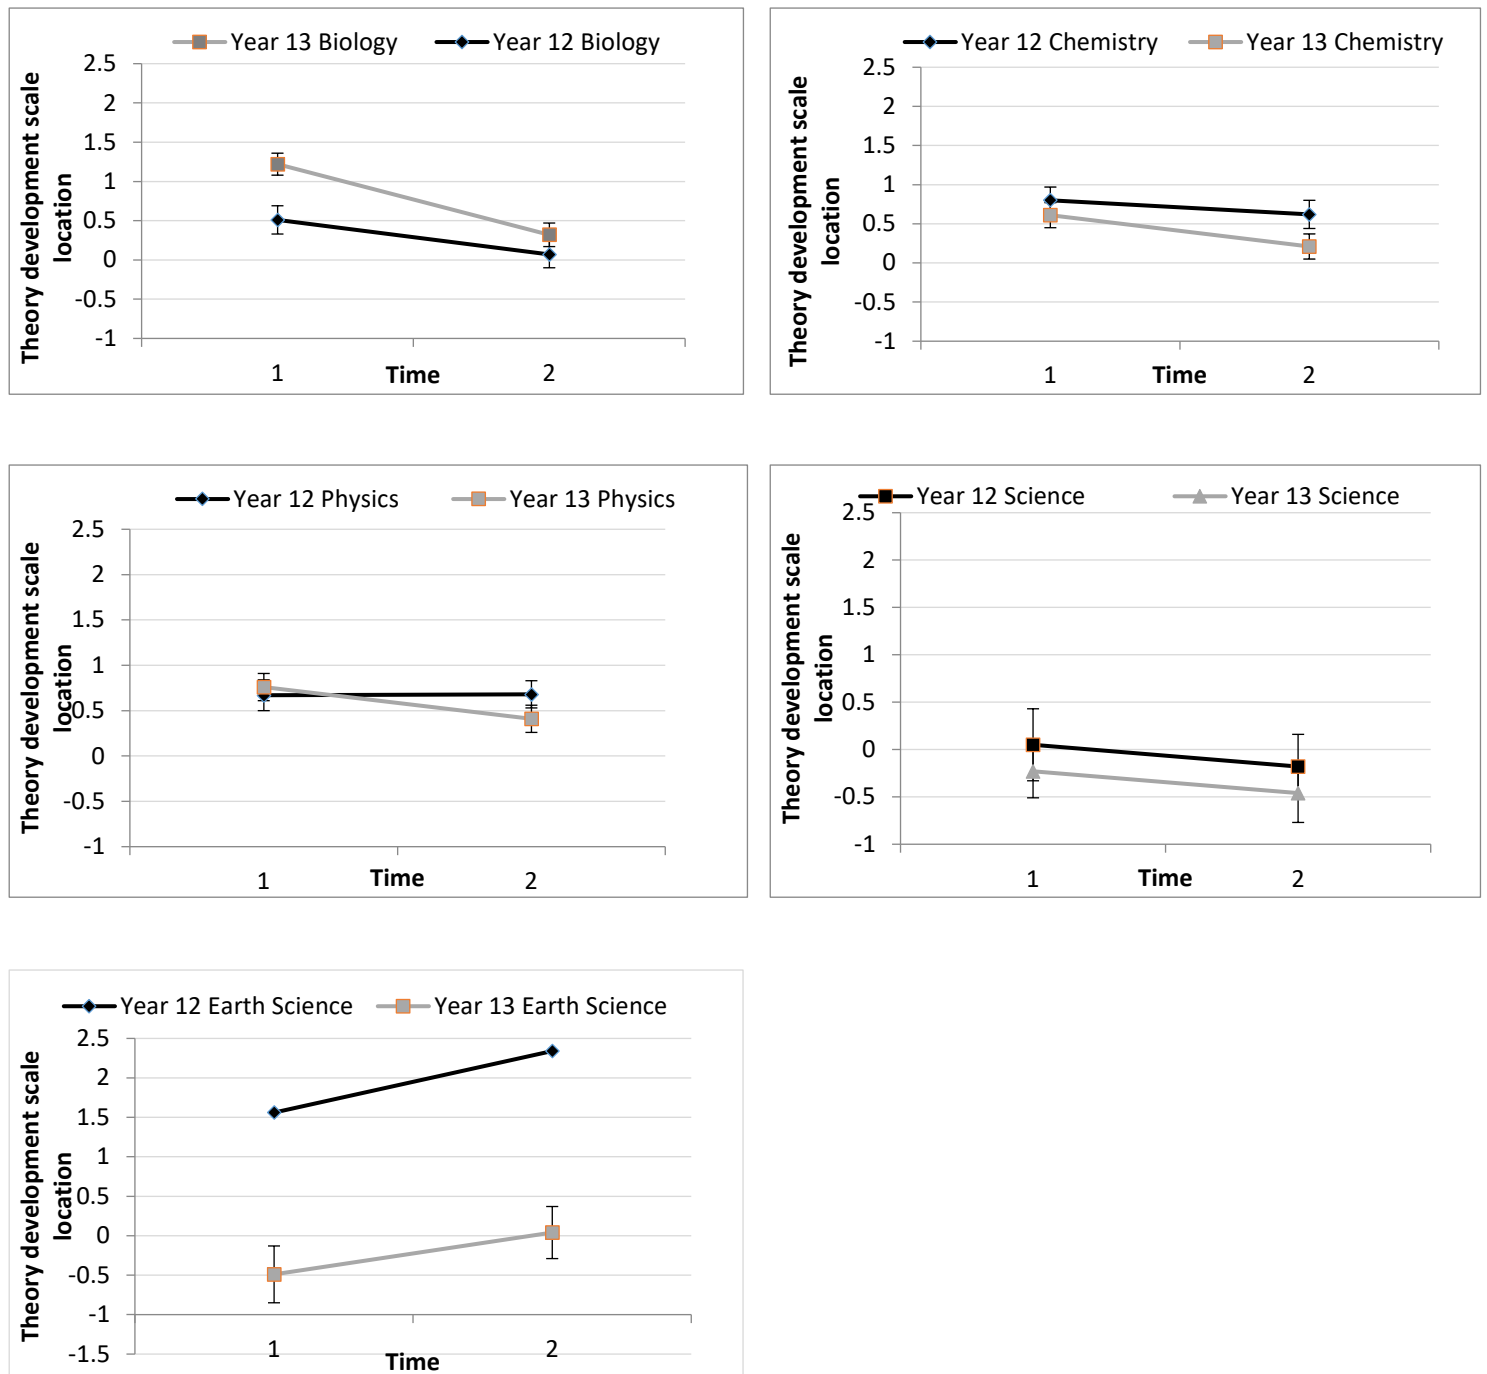 Year 13 Biology Year 12 Biology
2.5
2
1.5
1
0.5
0
-0.5
-1
Theory development scale
location
1 Time 2
Year 12 Chemistry Year 13 Chemistry
2.5
2
1.5
1
0.5
0
-0.5
-1
Theory development scale
location
1 Time 2
Year 12 Physics Year 13 Physics
2.5
2
1.5
1
0.5
0
-0.5
-1
Theory development scale
location
1 Time 2
Year 12 Science Year 13 Science
2.5
2
1.5
1
0.5
0
-0.5
-1
Theory development scale
location
1 Time 2
Year 12 Earth Science Year 13 Earth Science
2.5
2
1.5
1
0.5
0
-0.5
-1
-1.5
Theory development scale
location
1 Time 2